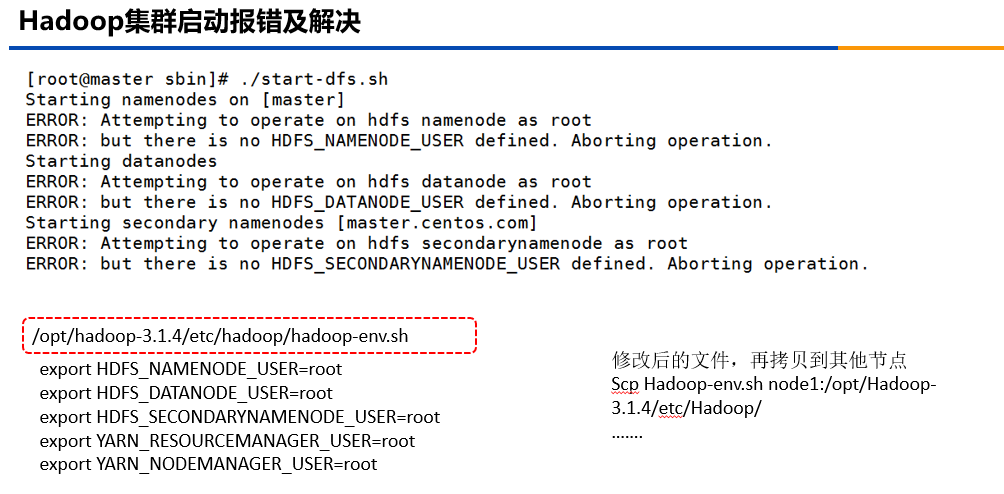 Hadoop集群启动报错及解决
[root@master sbin]# ./start-dfs.sh
Starting namenodes on [master]
ERROR: Attempting to operate on hdfs namenode as root
ERROR: but there is no HDFS_NAMENODE_USER defined. Aborting operation.
Starting datanodes
ERROR: Attempting to operate on hdfs datanode as root
ERROR: but there is no HDFS_DATANODE_USER defined. Aborting operation.
Starting secondary namenodes [master.centos.com]
ERROR: Attempting to operate on hdfs secondarynamenode as root
ERROR: but there is no HDFS_SECONDARYNAMENODE_USER defined. Aborting operation.
/opt/hadoop-3.1.4/etc/hadoop/hadoop-env.sh
export HDFS_NAMENODE_USER=root
export HDFS_DATANODE_USER=root
export HDFS_SECONDARYNAMENODE_USER=root
export YARN_RESOURCEMANAGER_USER=root
export YARN_NODEMANAGER_USER=root
修改后的文件，再拷贝到其他节点
Scp Hadoop-env.sh node1:/opt/Hadoop-
3.1.4/etc/Hadoop/
.......